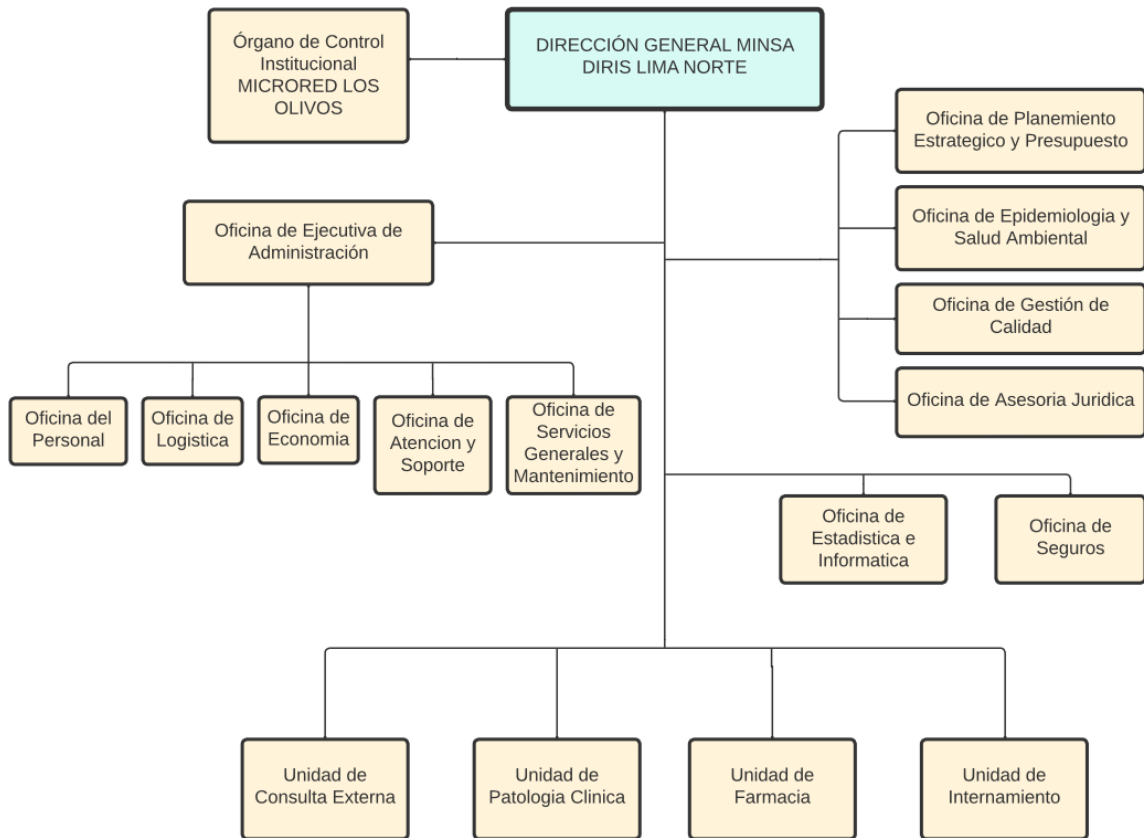 Órgano de Control
Institucional
MICRORED LOS
OLIVOS
DIRECCIÓN GENERAL MINSA
DIRIS LIMA NORTE
Oficina de Planemiento
Estrategico y Presupuesto
Oficina de Epidemiologia y
Salud Ambiental
Oficina de Gestión de
Calidad
Oficina de Asesoria Juridica
Oficina de Ejecutiva de
Administración
Oficina del
Personal
Oficina de
Logistica
Oficina de
Economia
Oficina de
Atencion y
Soporte
Oficina de
Servicios
Generales y
Mantenimiento
Oficina de
Estadistica e
Informatica
Oficina de
Seguros
Unidad de
Consulta Externa
Unidad de
Patologia Clinica
Unidad de
Farmacia
Unidad de
Internamiento